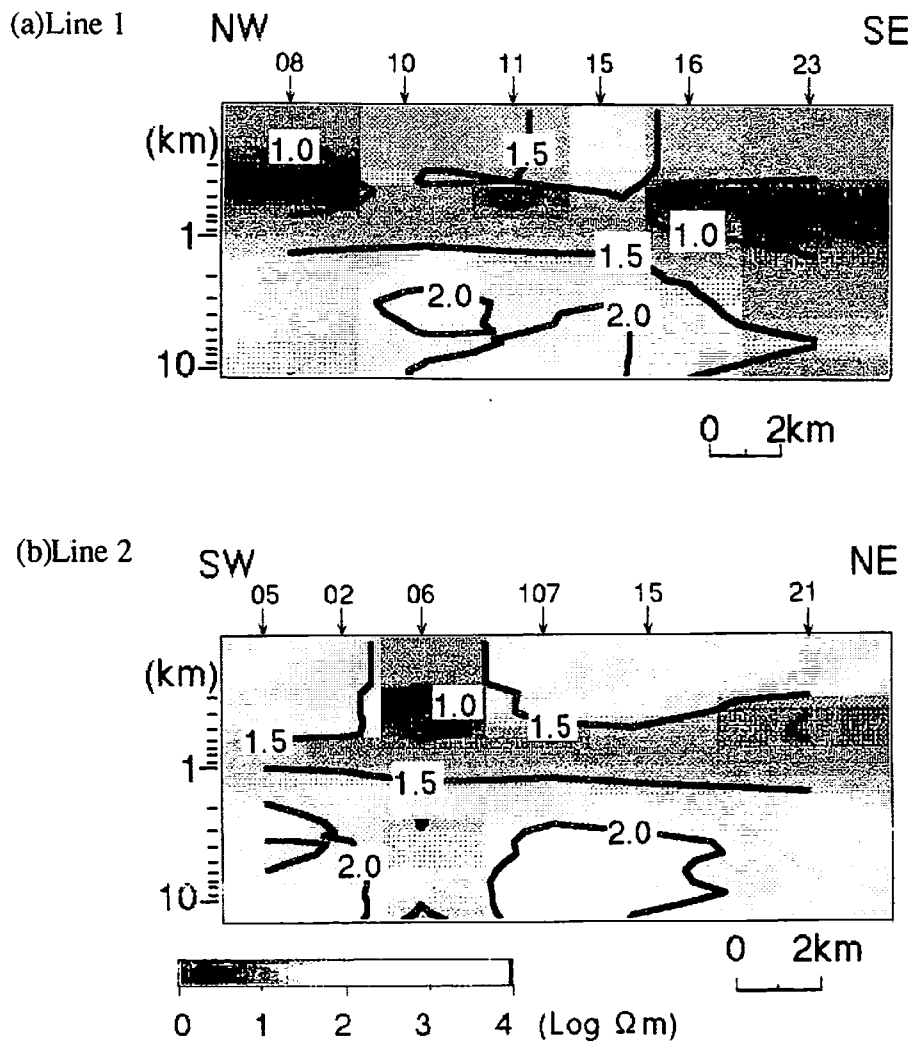 (a)Line 1 NW SE
08 10 11 15 16 23
(km)
1.0 1.5
1 1.0
1.5
2.0 2.0
10
0 2km
(b)Line 2 SW NE
05 02 06 107 15 21
(km)
1.0
1.5 1.5
1 1.5
2.0 2.0
10
0 2km
0 1 2 3 4 (Log Ωm)